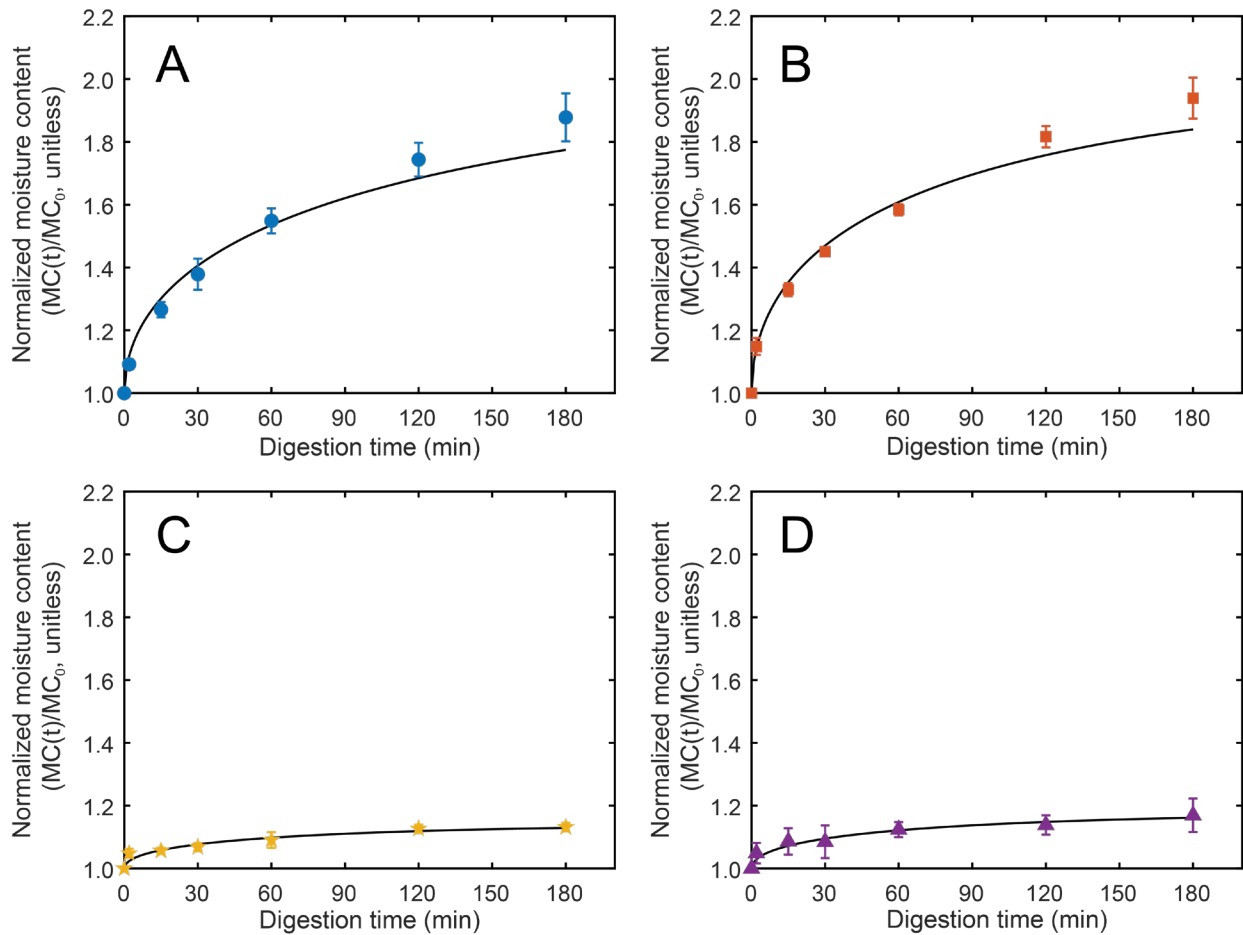 A
Normalized moisture content
(MC(t)/MC₀, unitless)
2.2
2.0
1.8
1.6
1.4
1.2
1.0
0 30 60 90 120 150 180
Digestion time (min)
B
Normalized moisture content
(MC(t)/MC₀, unitless)
2.2
2.0
1.8
1.6
1.4
1.2
1.0
0 30 60 90 120 150 180
Digestion time (min)
C
Normalized moisture content
(MC(t)/MC₀, unitless)
2.2
2.0
1.8
1.6
1.4
1.2
1.0
0 30 60 90 120 150 180
Digestion time (min)
D
Normalized moisture content
(MC(t)/MC₀, unitless)
2.2
2.0
1.8
1.6
1.4
1.2
1.0
0 30 60 90 120 150 180
Digestion time (min)